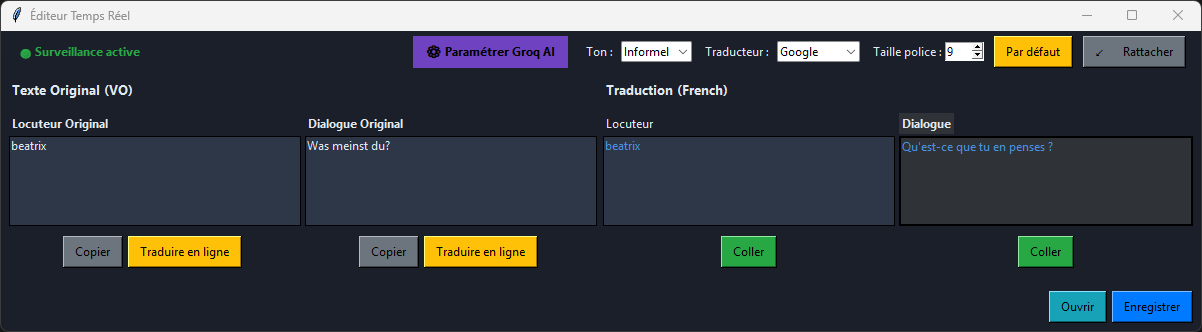 Éditeur Temps Réel
Surveillance active
Paramétrer Groq AI
Ton :
Informel
Traducteur :
Google
Taille police :
9
Par défaut
✓ Rattacher
Texte Original (VO)
Traduction (French)
Locuteur Original
Dialogue Original
Locuteur
Dialogue
beatrix
Was meinst du?
beatrix
Qu'est-ce que tu en penses ?
Copier
Traduire en ligne
Copier
Traduire en ligne
Coller
Coller
Ouvrir
Enregistrer